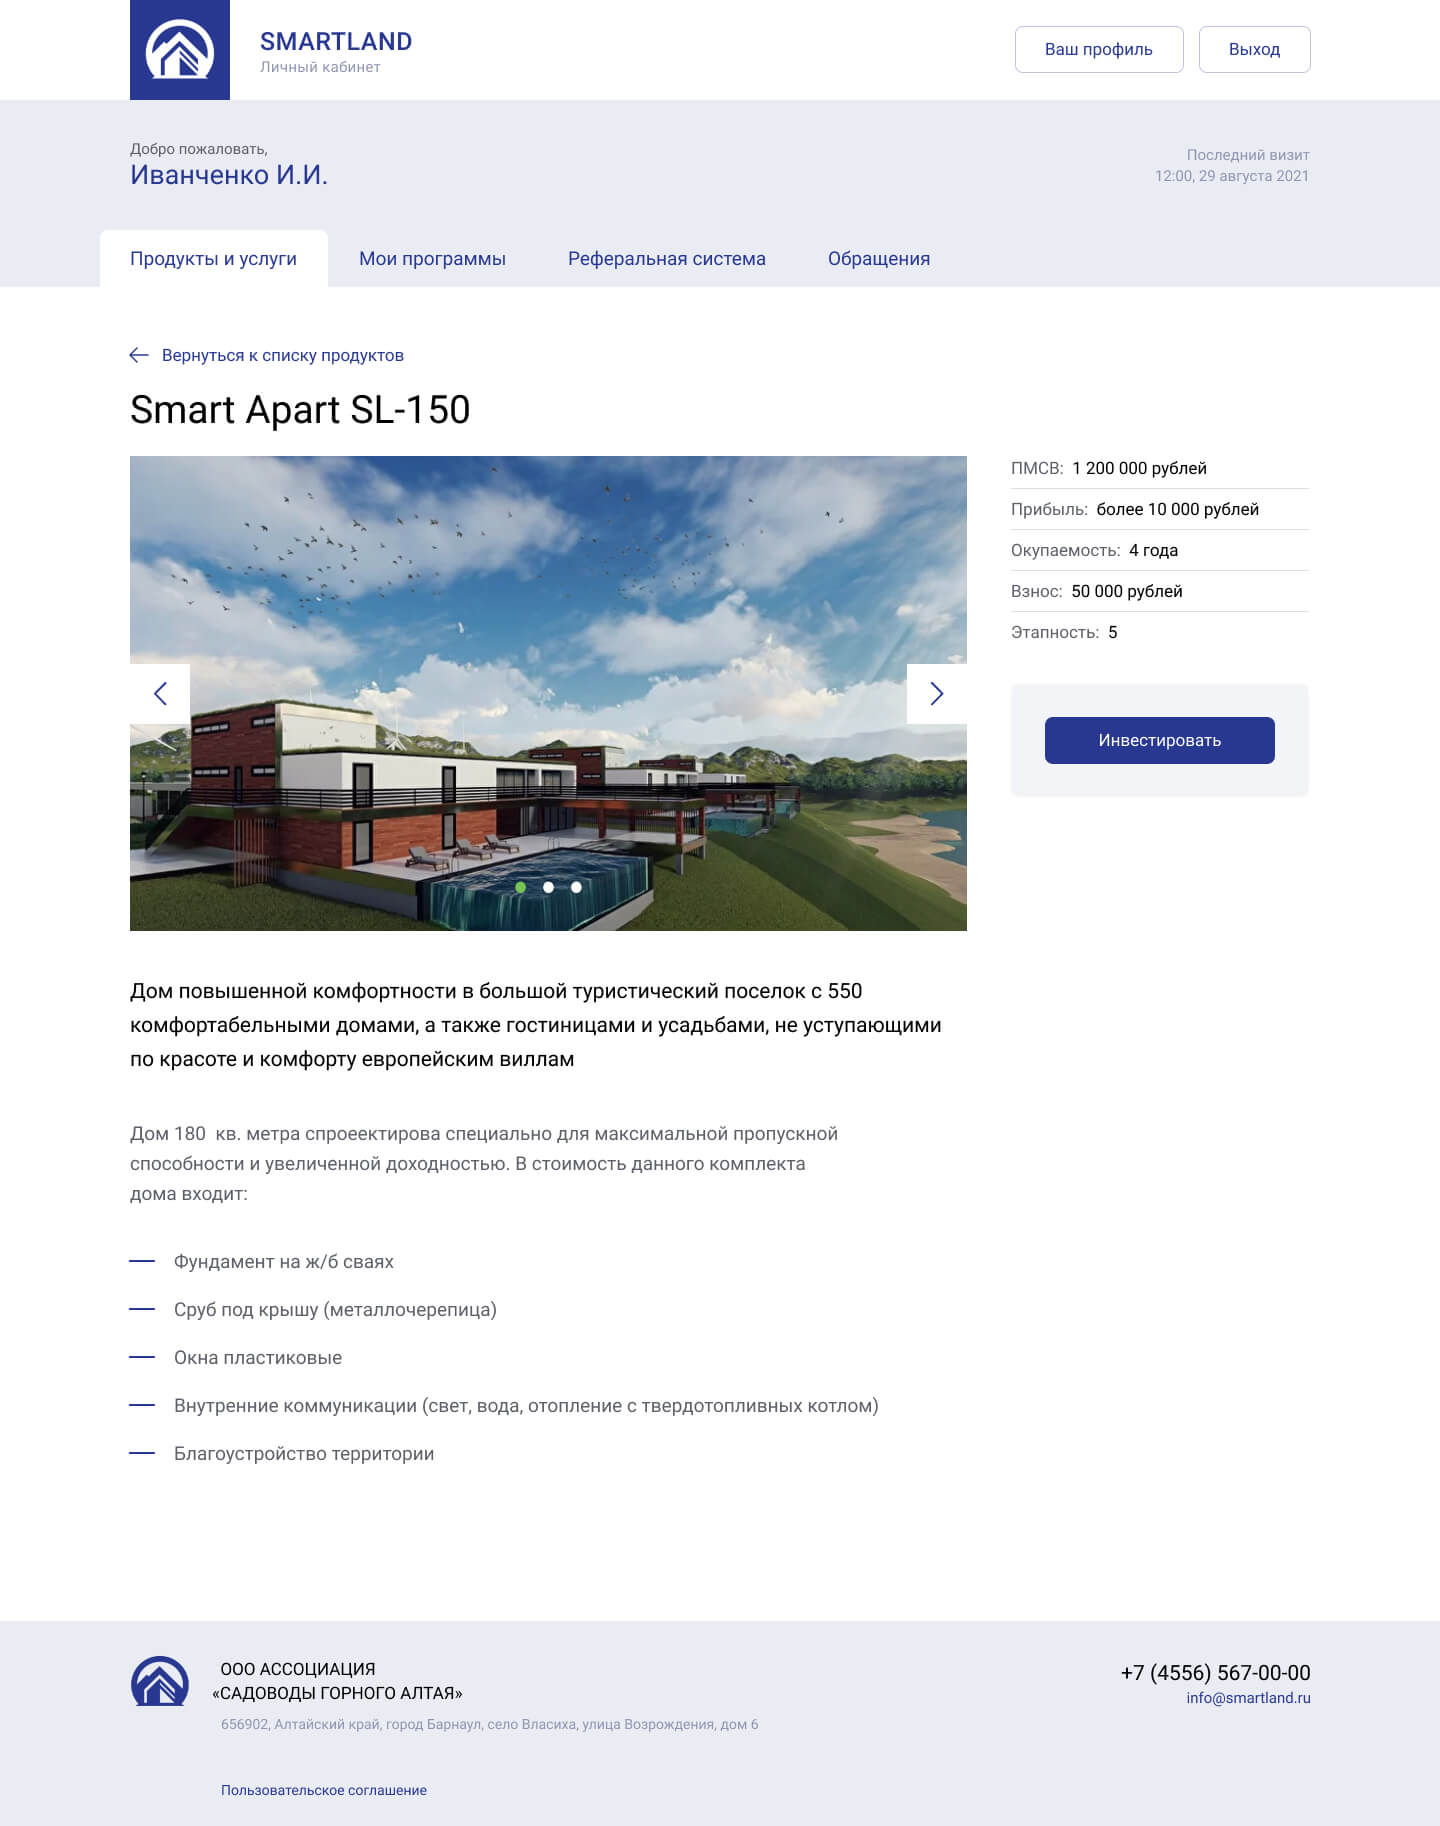 SMARTLAND
Личный кабинет
Ваш профиль
Выход
Добро пожаловать,
Иванченко И.И.
Последний визит
12:00, 29 августа 2021
Продукты и услуги
Мои программы
Реферальная система
Обращения
Вернуться к списку продуктов
Smart Apart SL-150
ПМСВ: 1 200 000 рублей
Прибыль: более 10 000 рублей
Окупаемость: 4 года
Взнос: 50 000 рублей
Этапность: 5
Инвестировать
Дом повышенной комфортности в большой туристический поселок с 550
комфортабельными домами, а также гостиницами и усадьбами, не уступающими
по красоте и комфорту европейским виллам
Дом 180 кв. метра спроеектирова специально для максимальной пропускной
способности и увеличенной доходностью. В стоимость данного комплекта
дома входит:
Фундамент на ж/б сваях
Сруб под крышу (металлочерепица)
Окна пластиковые
Внутренние коммуникации (свет, вода, отопление с твердотопливных котлом)
Благоустройство территории
ООО АССОЦИАЦИЯ
«САДОВОДЫ ГОРНОГО АЛТАЯ»
656902, Алтайский край, город Барнаул, село Власиха, улица Возрождения, дом 6
Пользовательское соглашение
+7 (4556) 567-00-00
info@smartland.ru